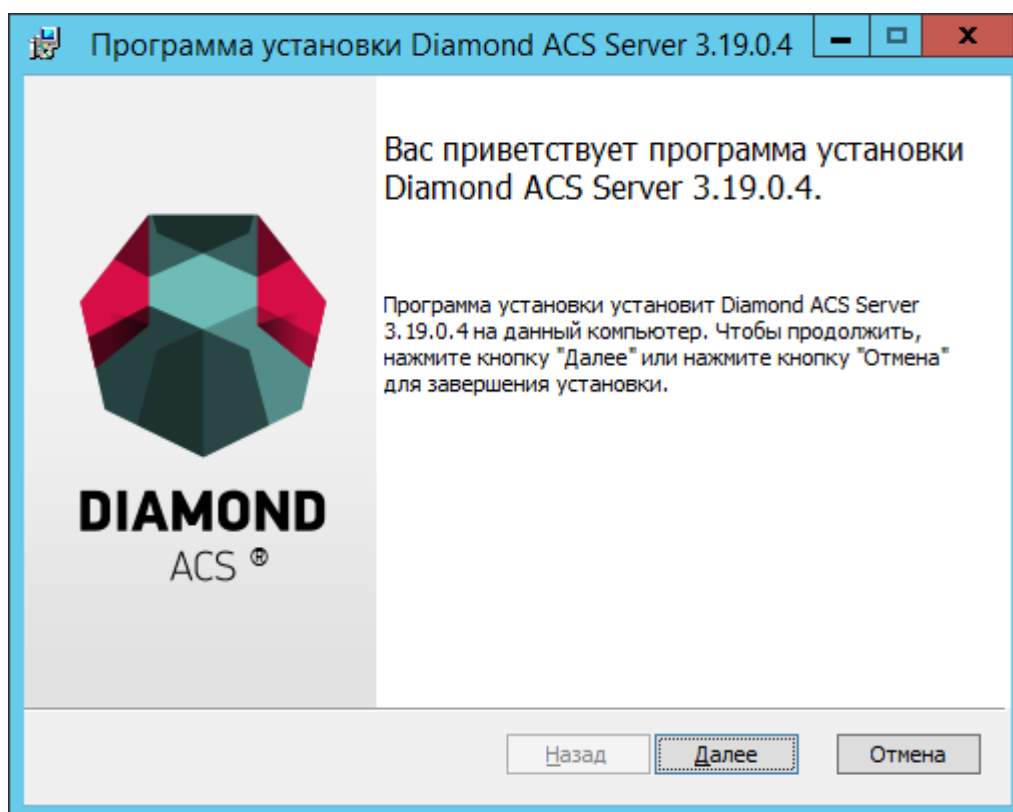 Программа установки Diamond ACS Server 3.19.0.4
Вас приветствует программа установки
Diamond ACS Server 3.19.0.4.
Программа установки установит Diamond ACS Server
3.19.0.4 на данный компьютер. Чтобы продолжить,
нажмите кнопку "Далее" или нажмите кнопку "Отмена"
для завершения установки.
DIAMOND
ACS ®
Назад
Далее
Отмена